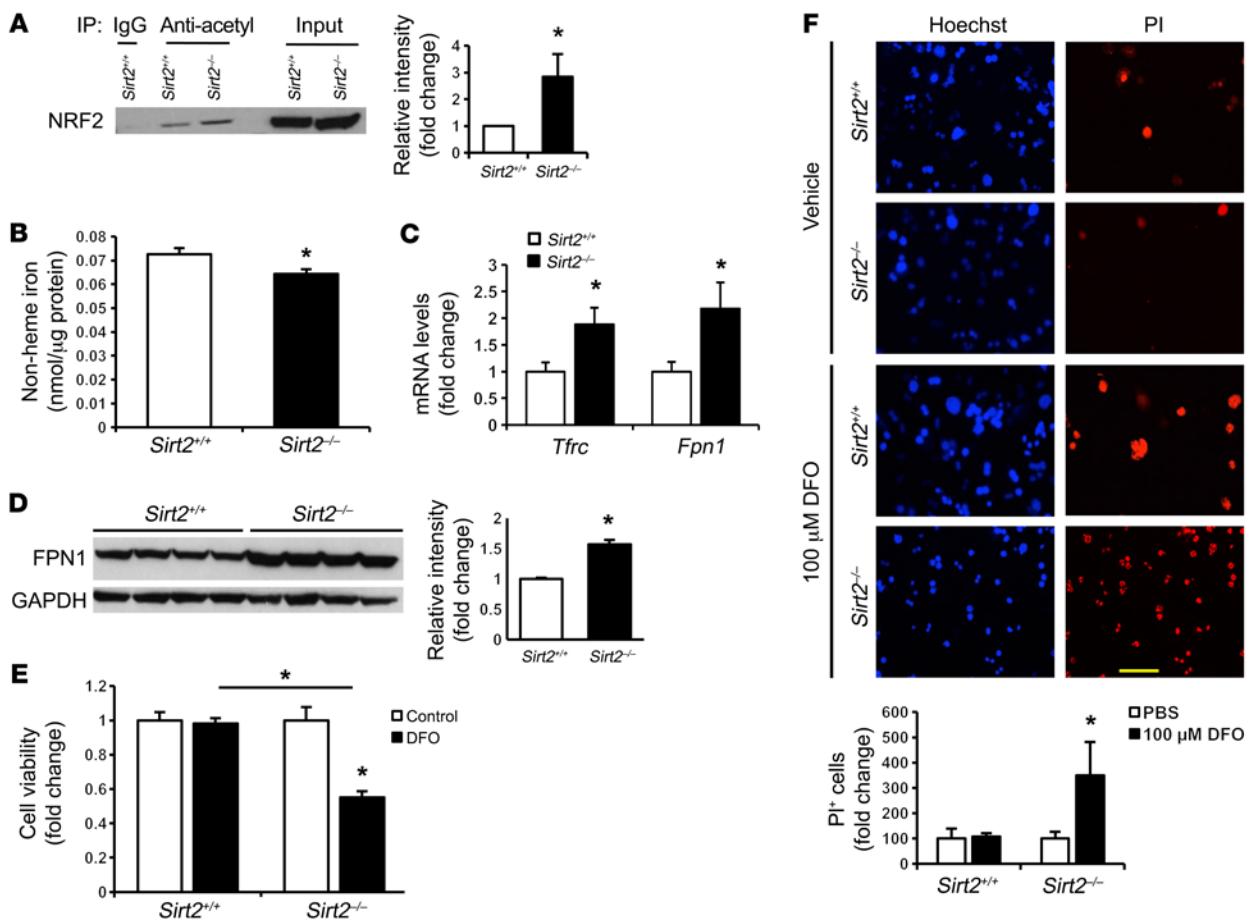 A
IP: IgG Anti-acetyl Input
Sirt2+/+ Sirt2+/+ Sirt2–/– Sirt2+/+ Sirt2–/–
NRF2
Relative intensity
(fold change)
5
4
3
2
1
0
*
Sirt2+/+ Sirt2–/–
B
Non-heme iron
(nmol/μg protein)
0.08
0.07
0.06
0.05
0.04
0.03
0.02
0.01
0
*
Sirt2+/+ Sirt2–/–
C
Sirt2+/+
Sirt2–/–
mRNA levels
(fold change)
3
2.5
2
1.5
1
0.5
0
* *
Tfrc Fpn1
D
Sirt2+/+ Sirt2–/–
FPN1
GAPDH
Relative intensity
(fold change)
2
1.5
1
0.5
0
*
Sirt2+/+ Sirt2–/–
E
Cell viability
(fold change)
1.2
1
0.8
0.6
0.4
0.2
0
*
*
Control
DFO
Sirt2+/+ Sirt2–/–
F
Hoechst PI
Vehicle
Sirt2+/+
Sirt2–/–
100 μM DFO
Sirt2+/+
Sirt2–/–
PI+ cells
(fold change)
600
500
400
300
200
100
0
*
PBS
100 μM DFO
Sirt2+/+ Sirt2–/–